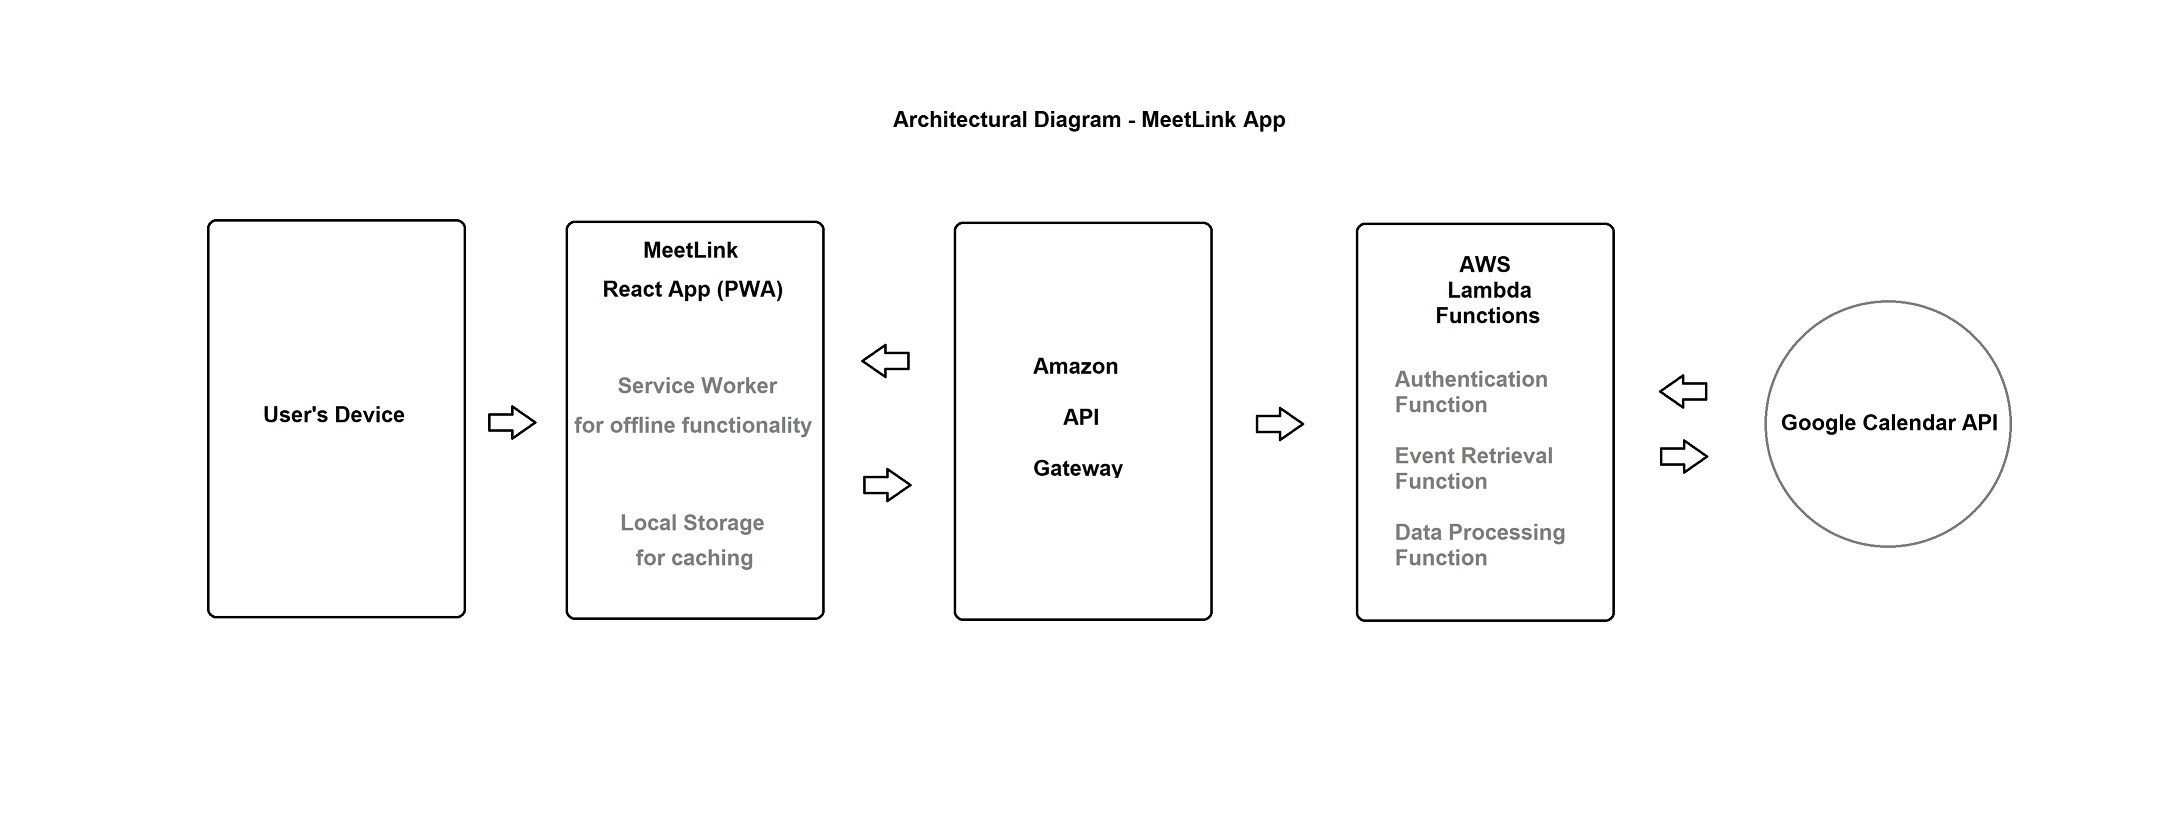 Architectural Diagram - MeetLink App
User's Device
MeetLink
React App (PWA)
Service Worker
for offline functionality
Local Storage
for caching
Amazon
API
Gateway
AWS
Lambda
Functions
Authentication
Function
Event Retrieval
Function
Data Processing
Function
Google Calendar API